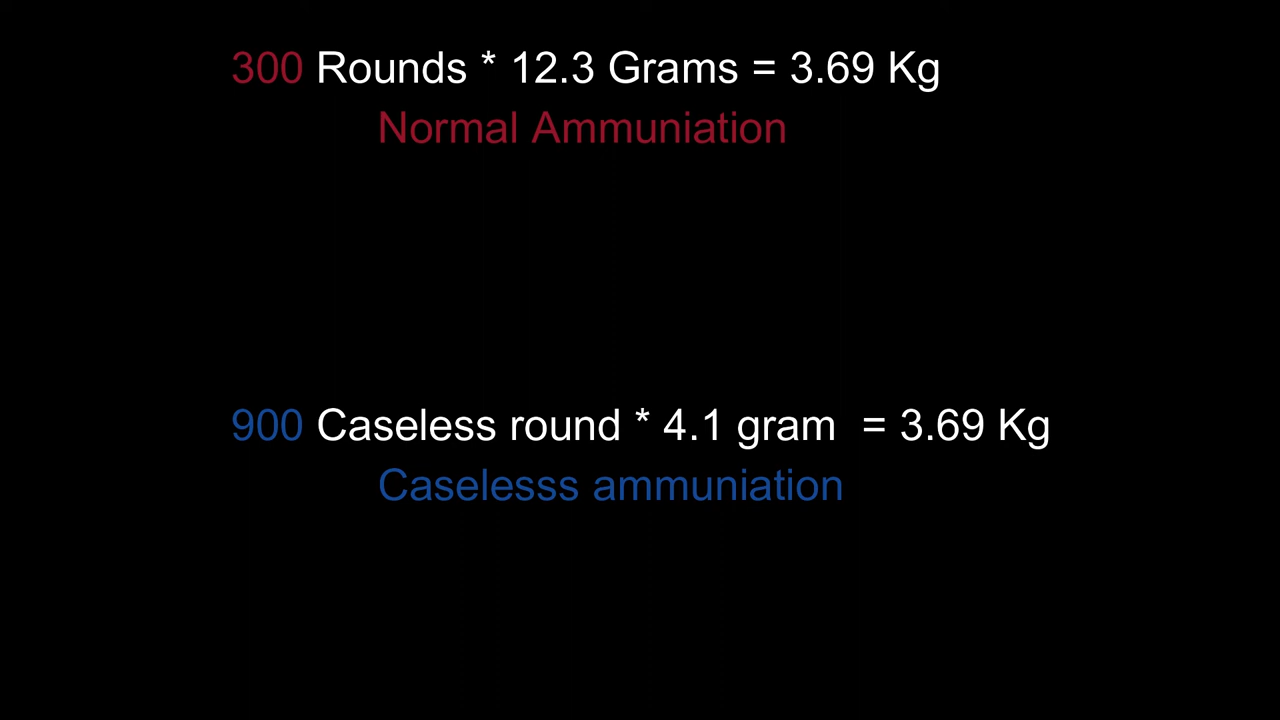 300 Rounds * 12.3 Grams = 3.69 Kg
Normal Ammuniation
900 Caseless round * 4.1 gram = 3.69 Kg
Caselesss ammuniation